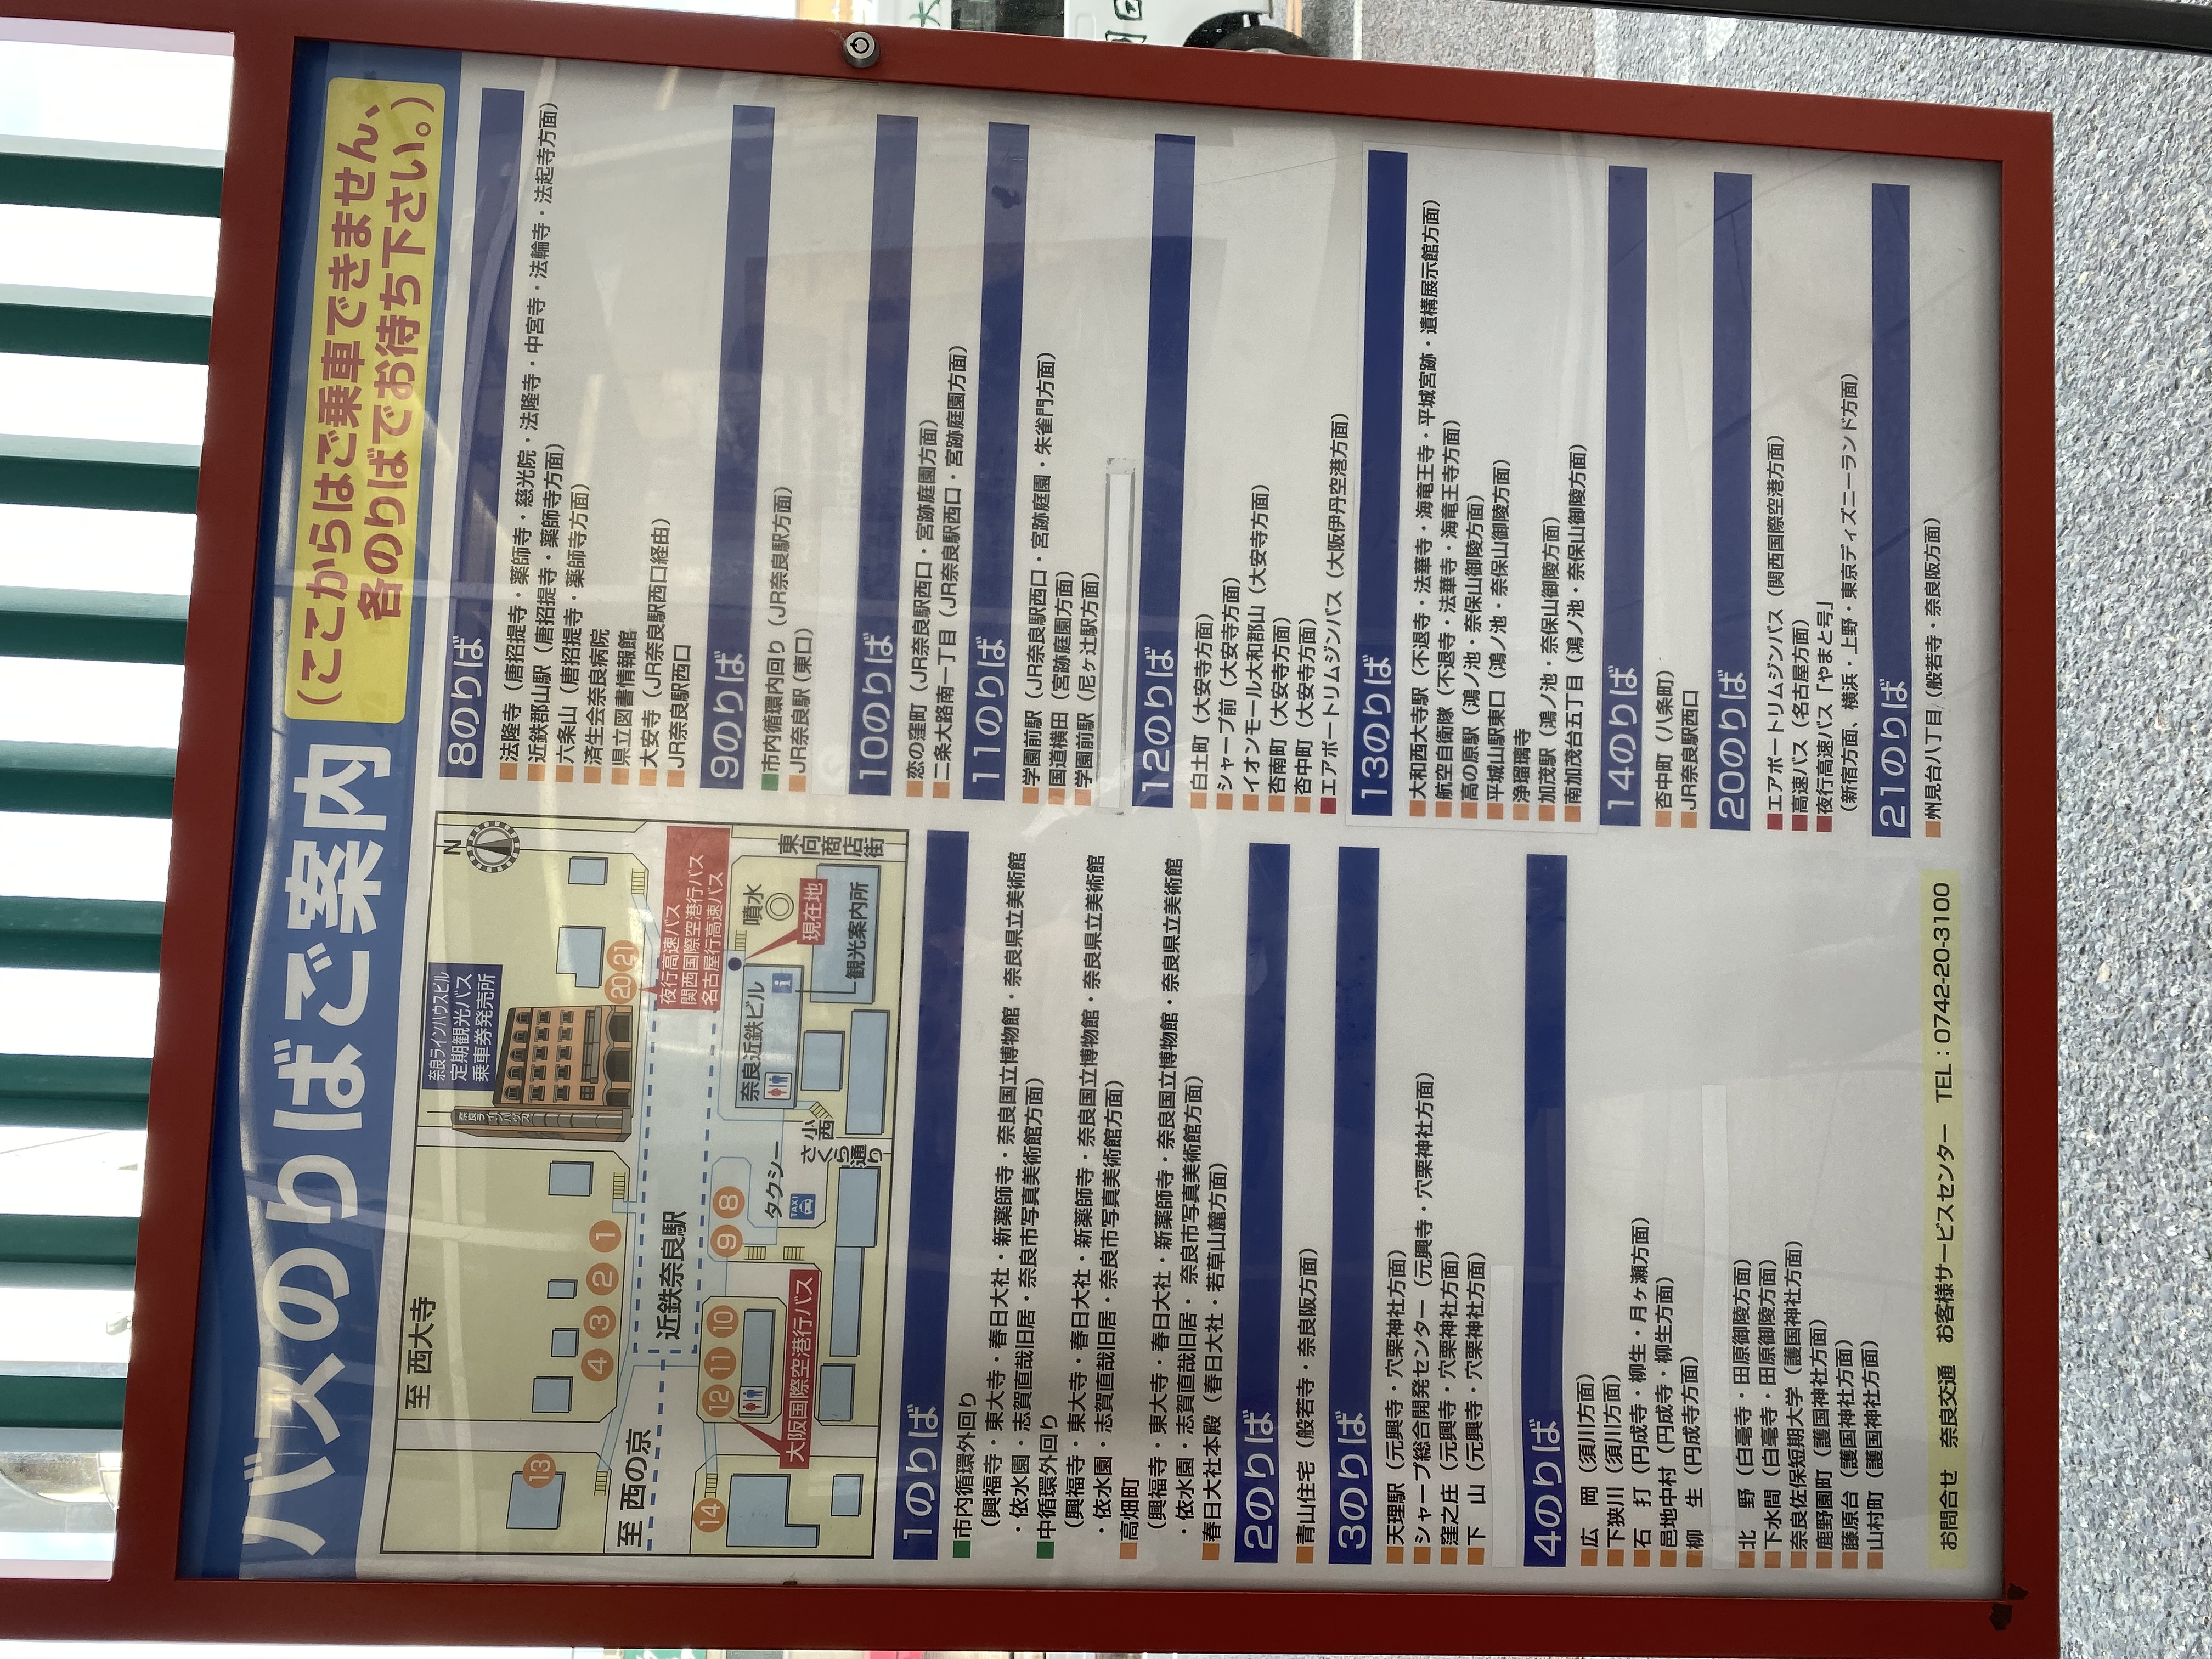 バスのりばご案内
(ここからはご乗車できません、
各のりばでお待ち下さい。)
N
至 西大寺
奈良ラインハウスビル
定期観光バス
乗車券発売所
奈良ラインハウス
13
4
3
2
1
20
21
至 西の京
近鉄奈良駅
夜行高速バス
関西国際空港行バス
名古屋行高速バス
14
12
11
10
9
8
大阪国際空港行バス
タクシー
TAXI
小西
さくら通り
奈良近鉄ビル
噴水
現在地
観光案内所
東向商店街
1のりば
市内循環外回り
(興福寺・東大寺・春日大社・新薬師寺・奈良国立博物館・奈良県立美術館
・依水園・志賀直哉旧居・奈良市写真美術館方面)
中循環外回り
(興福寺・東大寺・春日大社・新薬師寺・奈良国立博物館・奈良県立美術館
・依水園・志賀直哉旧居・奈良市写真美術館方面)
高畑町
(興福寺・東大寺・春日大社・新薬師寺・奈良国立博物館・奈良県立美術館
・依水園・志賀直哉旧居・奈良市写真美術館方面)
春日大社本殿(春日大社・若草山麓方面)
2のりば
青山住宅(般若寺・奈良阪方面)
3のりば
天理駅(元興寺・穴栗神社方面)
シャープ総合開発センター(元興寺・穴栗神社方面)
窪之庄(元興寺・穴栗神社方面)
下 山(元興寺・穴栗神社方面)
4のりば
広 岡(須川方面)
下狭川(須川方面)
石 打(円成寺・柳生・月ヶ瀬方面)
邑地中村(円成寺・柳生方面)
柳 生(円成寺方面)
北 野(白毫寺・田原御陵方面)
下水間(白毫寺・田原御陵方面)
奈良佐保短期大学(護国神社方面)
鹿野園町(護国神社方面)
藤原台(護国神社方面)
山村町(護国神社方面)
8のりば
法隆寺(唐招提寺・薬師寺・慈光院・法隆寺・中宮寺・法輪寺・法起寺方面)
近鉄郡山駅(唐招提寺・薬師寺方面)
六条山(唐招提寺・薬師寺方面)
済生会奈良病院
県立図書情報館
大安寺(JR奈良駅西口経由)
JR奈良駅西口
9のりば
市内循環内回り(JR奈良駅方面)
JR奈良駅(東口)
10のりば
恋の窪町(JR奈良駅西口・宮跡庭園方面)
二条大路南一丁目(JR奈良駅西口・宮跡庭園方面)
11のりば
学園前駅(JR奈良駅西口・宮跡庭園・朱雀門方面)
国道横田(宮跡庭園方面)
学園前駅(尼ヶ辻駅方面)
12のりば
白土町(大安寺方面)
シャープ前(大安寺方面)
イオンモール大和郡山(大安寺方面)
杏南町(大安寺方面)
杏中町(大安寺方面)
エアポートリムジンバス(大阪伊丹空港方面)
13のりば
大和西大寺駅(不退寺・法華寺・海竜王寺・平城宮跡・遺構展示館方面)
航空自衛隊(不退寺・法華寺・海竜王寺方面)
高の原駅(鴻ノ池・奈保山御陵方面)
平城山駅東口(鴻ノ池・奈保山御陵方面)
浄瑠璃寺
加茂駅(鴻ノ池・奈保山御陵方面)
南加茂台五丁目(鴻ノ池・奈保山御陵方面)
14のりば
杏中町(八条町)
JR奈良駅西口
20のりば
エアポートリムジンバス(関西国際空港方面)
高速バス(名古屋方面)
夜行高速バス「やまと号」
(新宿方面、横浜・上野・東京ディズニーランド方面)
21のりば
州見台八丁目(般若寺・奈良阪方面)
お問合せ 奈良交通 お客様サービスセンター TEL:0742-20-3100